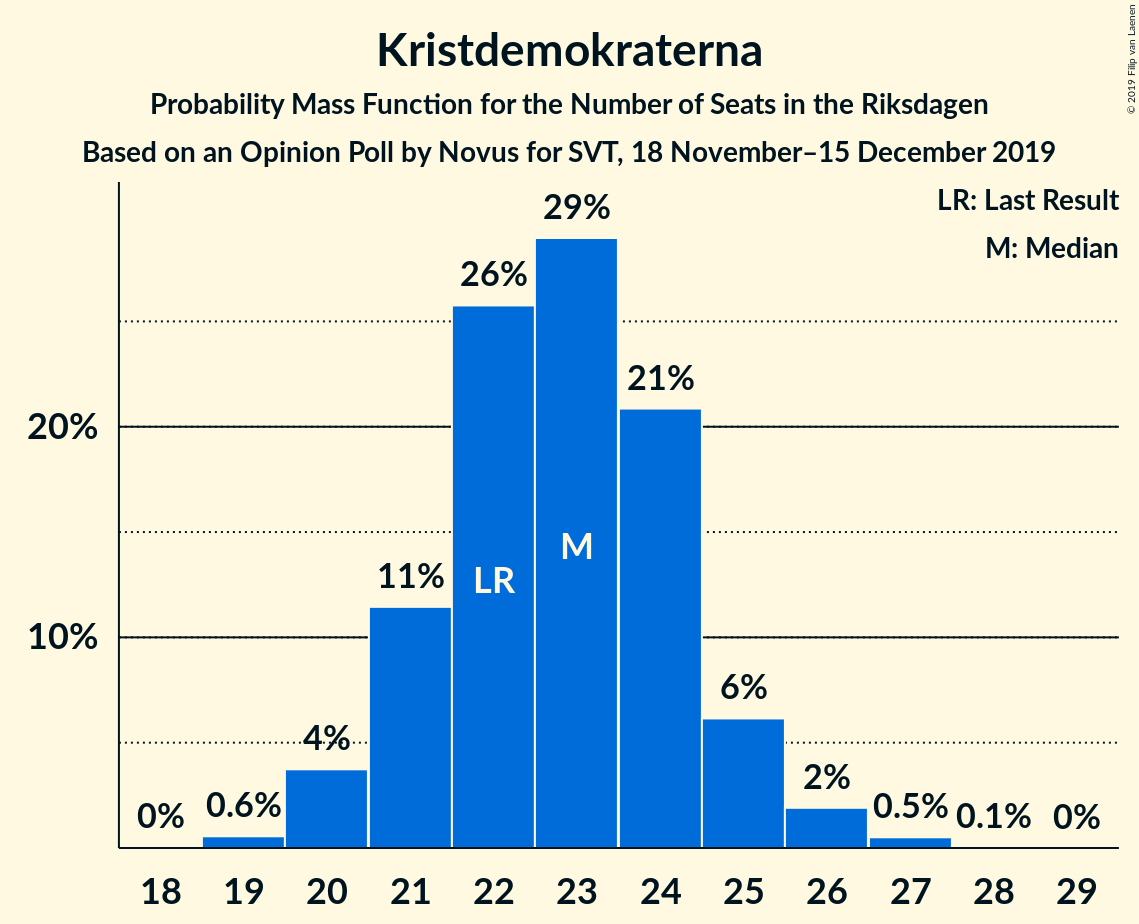 Kristdemokraterna
Probability Mass Function for the Number of Seats in the Riksdagen
Based on an Opinion Poll by Novus for SVT, 18 November–15 December 2019
© 2019 Filip van Laenen
LR: Last Result
M: Median
29%
26%
21%
20%
M
LR
11%
10%
6%
4%
2%
0%
0.6%
0.5%
0.1%
0%
18 19 20 21 22 23 24 25 26 27 28 29